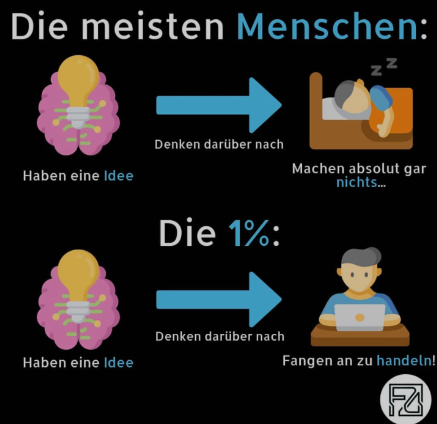 Die meisten Menschen:
Denken darüber nach
Haben eine Idee
Machen absolut gar
nichts...
Die 1%:
Denken darüber nach
Haben eine Idee
Fangen an zu handeln!